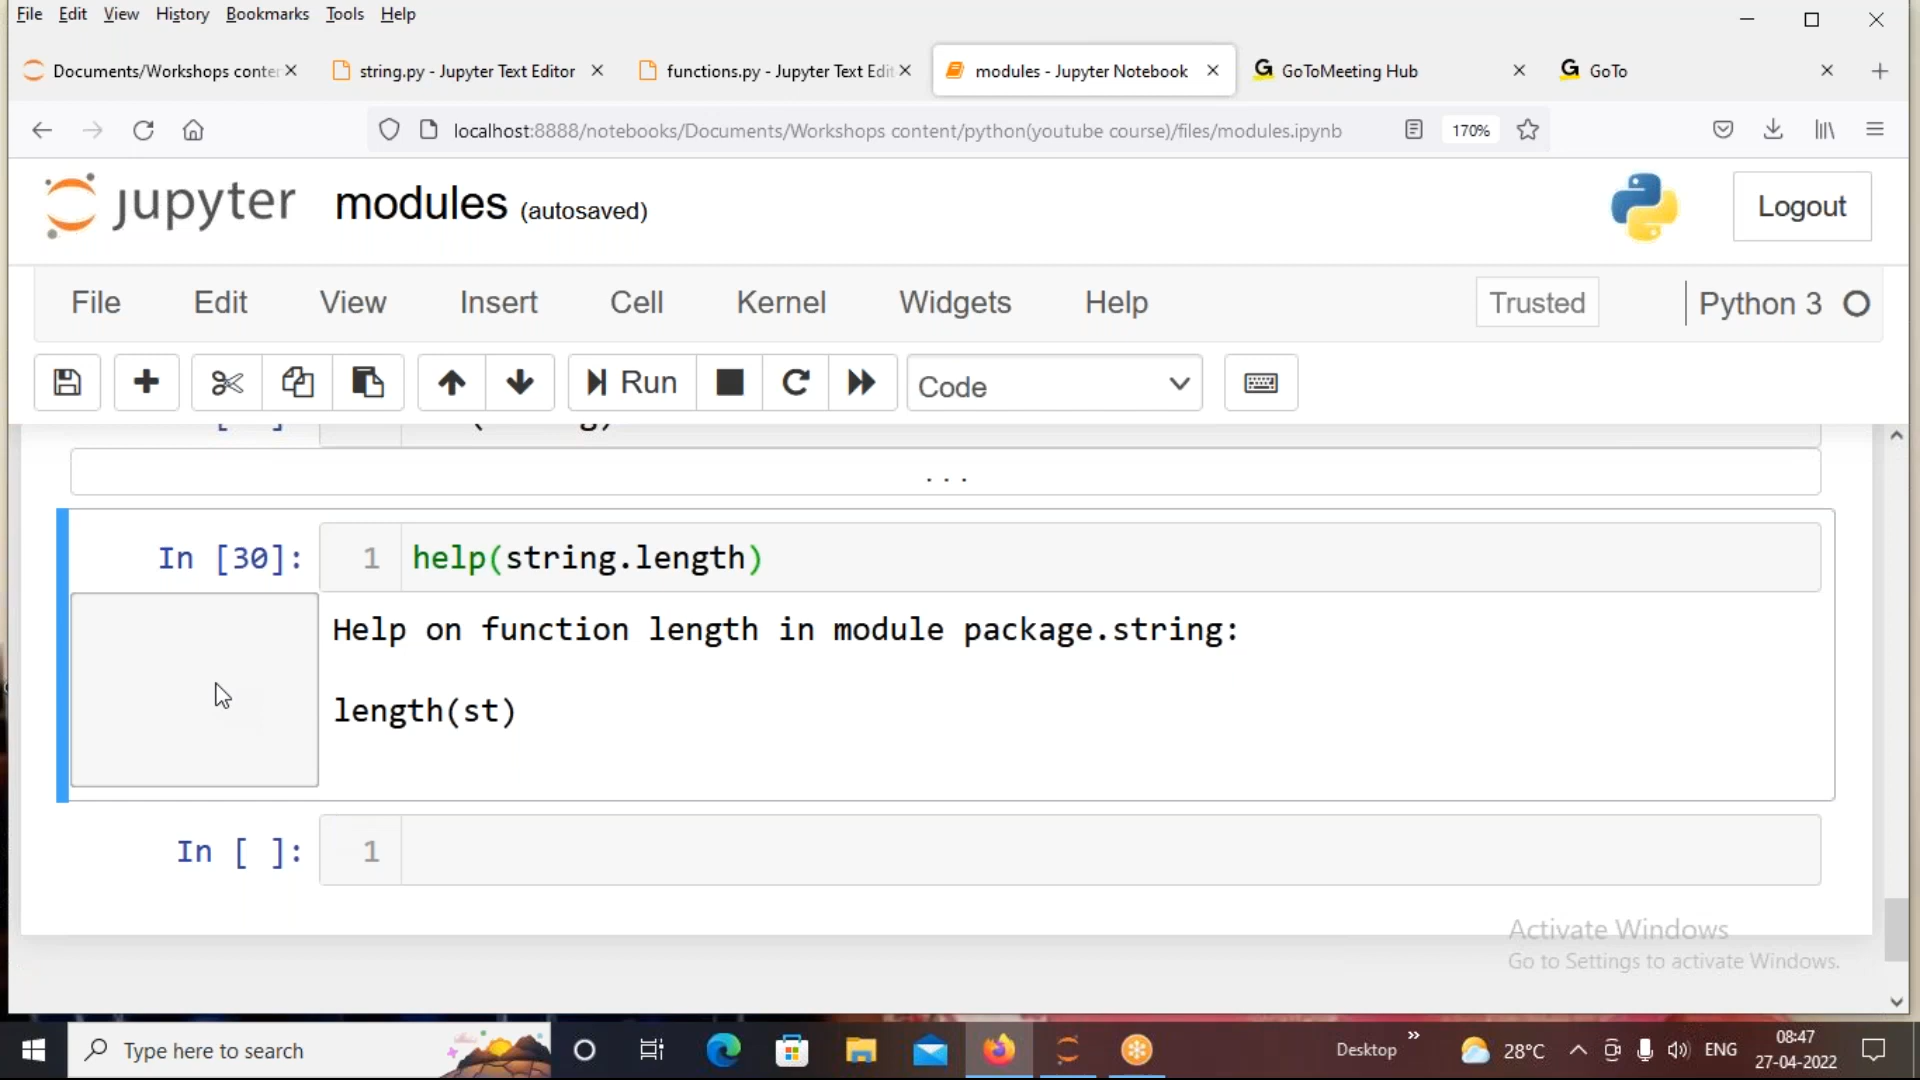 File Edit View History Bookmarks Tools Help
Documents/Workshops conte
string.py - Jupyter Text Editor
functions.py - Jupyter Text Edit
modules - Jupyter Notebook
GoToMeeting Hub
GoTo
localhost:8888/notebooks/Documents/Workshops content/python(youtube course)/files/modules.ipynb
170%
jupyter modules (autosaved)
Logout
File Edit View Insert Cell Kernel Widgets Help
Trusted
Python 3
Run
Code
...
In [30]: 1 help(string.length)
Help on function length in module package.string:
length(st)
In [ ]: 1
Activate Windows
Go to Settings to activate Windows.
Type here to search
Desktop
28°C
ENG
08:47
27-04-2022